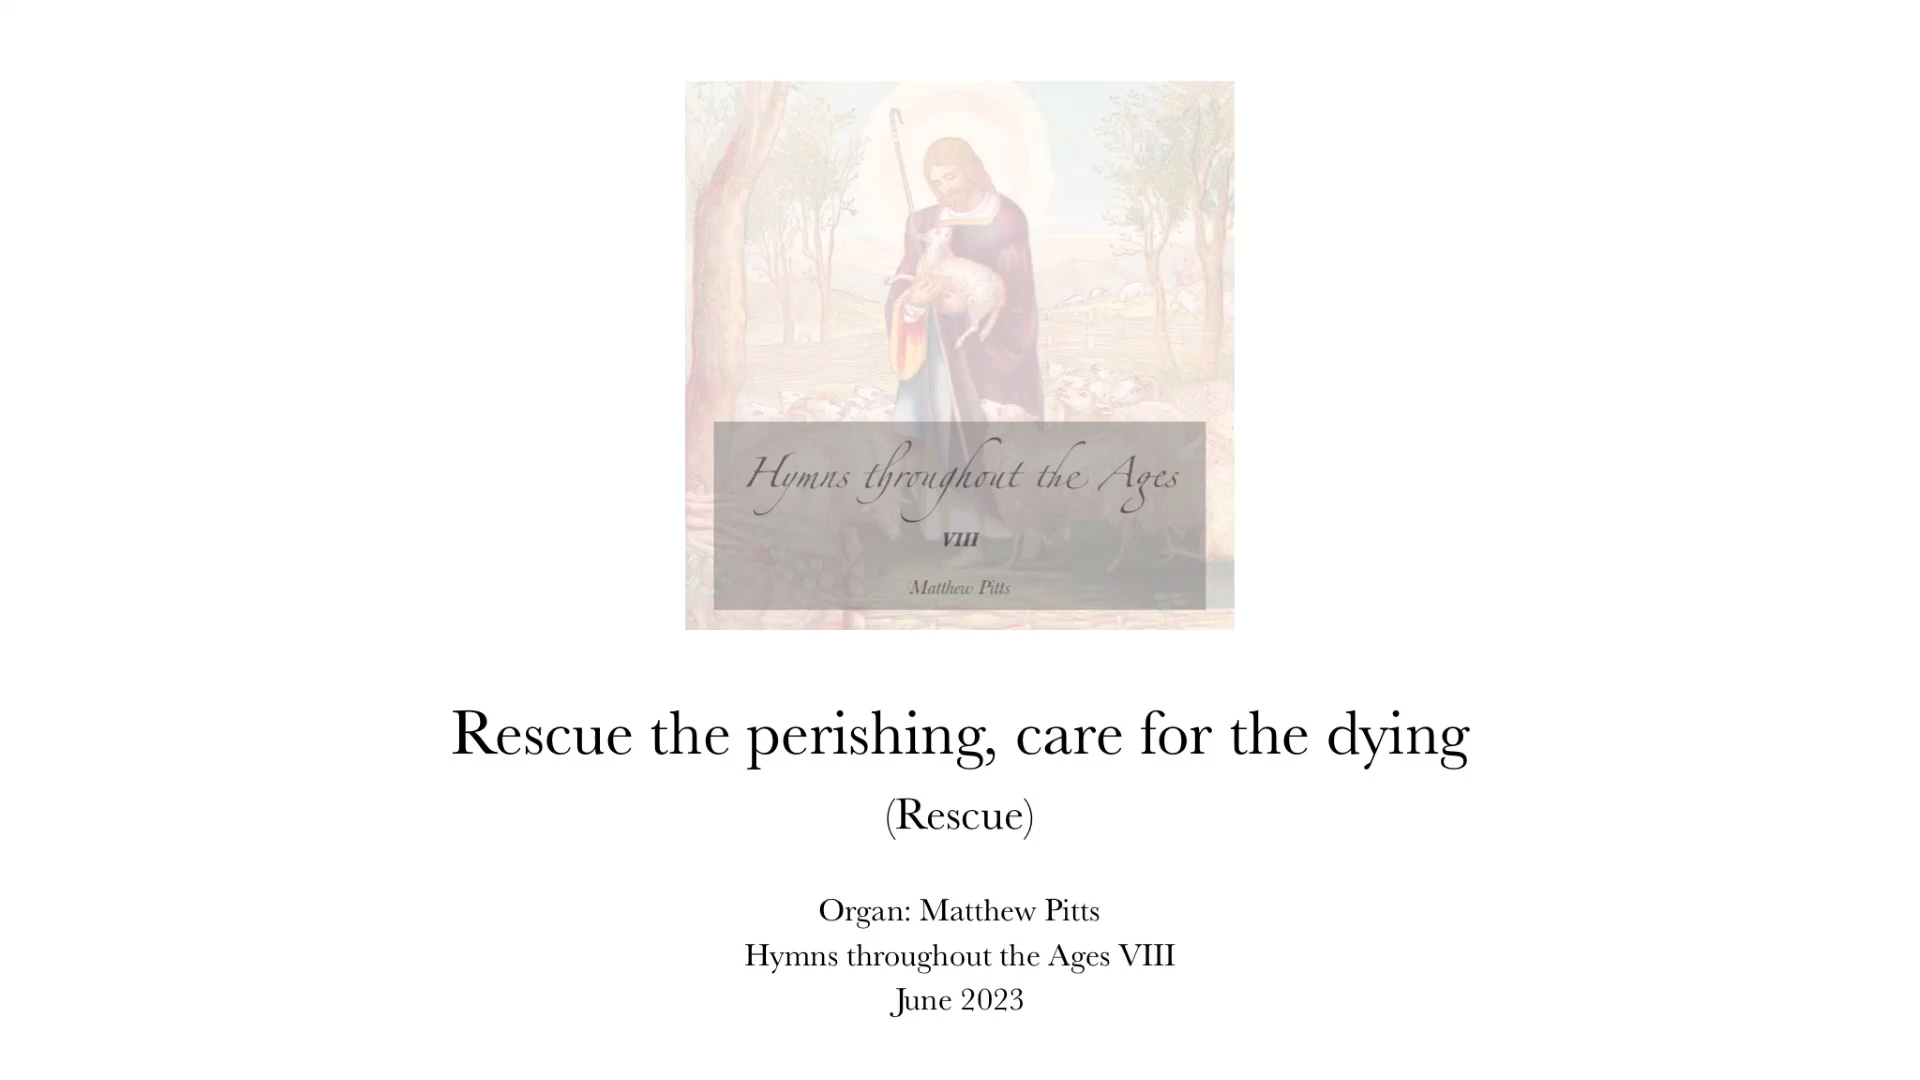 Hymns throughout the Ages
VIII
Matthew Pitts
Rescue the perishing, care for the dying
(Rescue)
Organ: Matthew Pitts
Hymns throughout the Ages VIII
June 2023